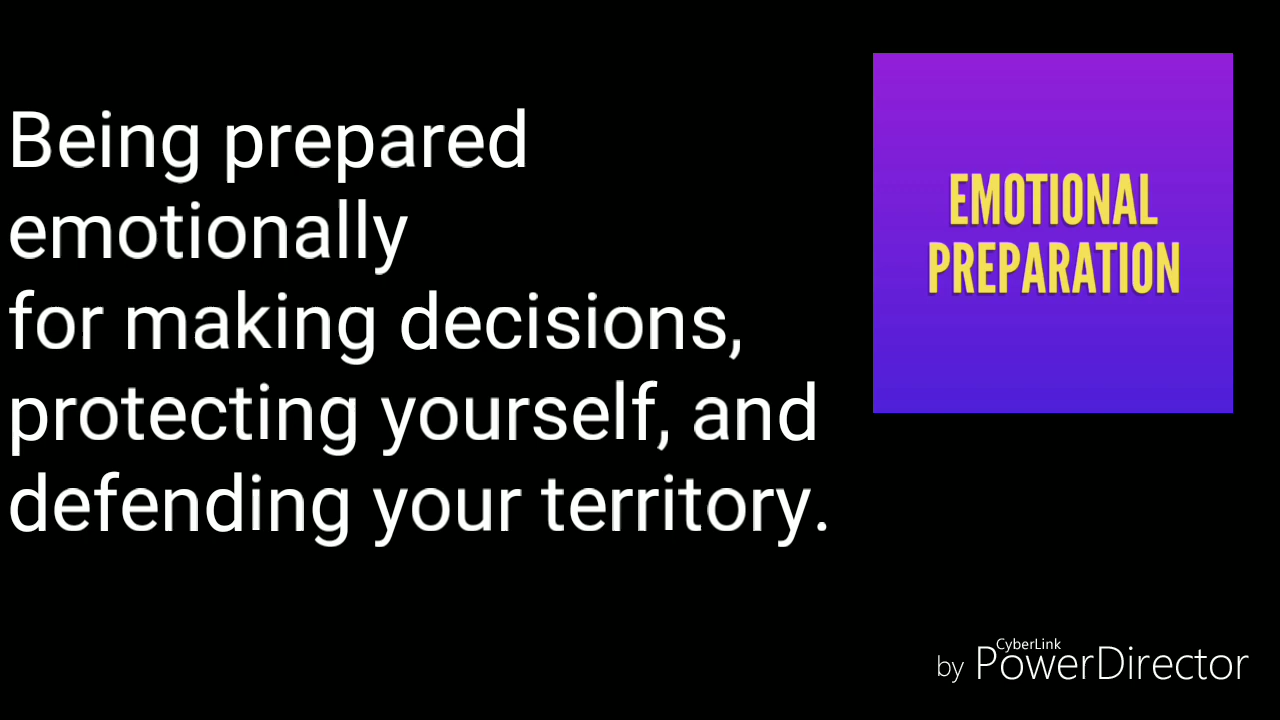 Being prepared
emotionally
for making decisions,
protecting yourself, and
defending your territory.
EMOTIONAL
PREPARATION
CyberLink
by PowerDirector